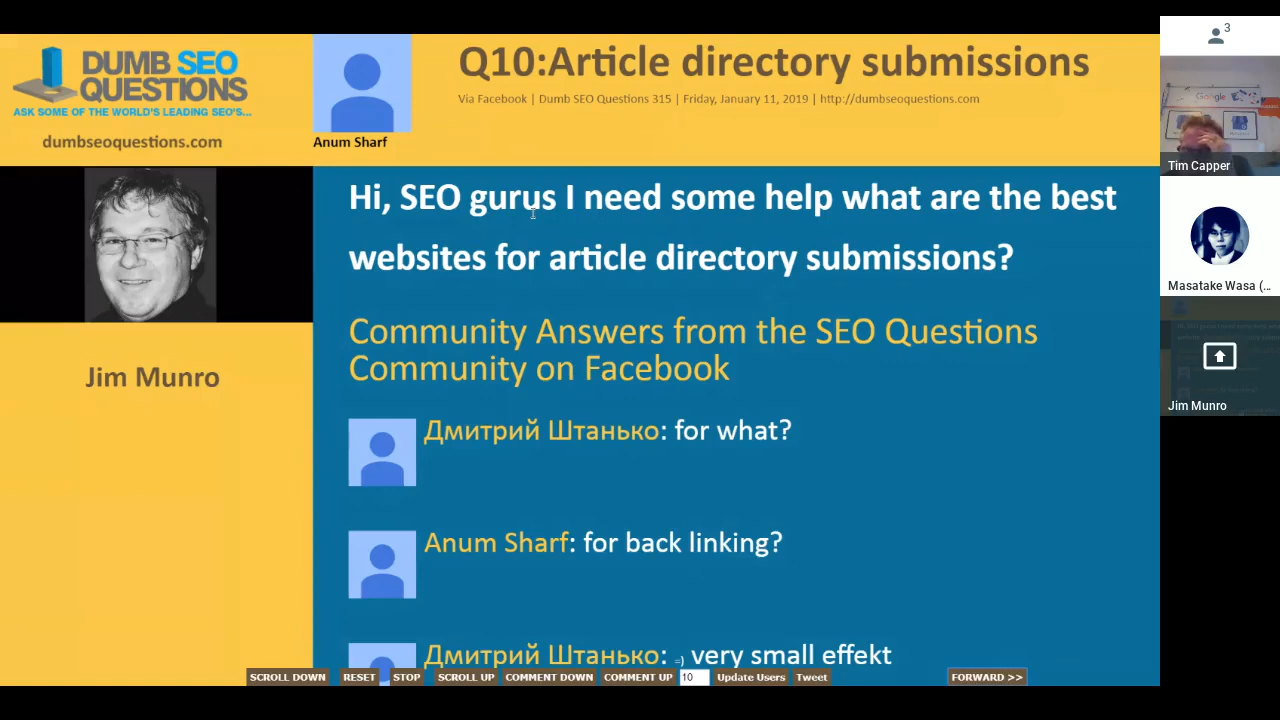 DUMB SEO
QUESTIONS
ASK SOME OF THE WORLD'S LEADING SEO'S...
dumbseoquestions.com
Anum Sharf
Q10:Article directory submissions
Via Facebook | Dumb SEO Questions 315 | Friday, January 11, 2019 | http://dumbseoquestions.com
Jim Munro
Hi, SEO gurus I need some help what are the best
websites for article directory submissions?
Community Answers from the SEO Questions
Community on Facebook
Дмитрий Штанько: for what?
Anum Sharf: for back linking?
Дмитрий Штанько: =) very small effekt
SCROLL DOWN RESET STOP SCROLL UP COMMENT DOWN COMMENT UP 10 Update Users Tweet FORWARD >>
3
Google
Tim Capper
Masatake Wasa (...
Jim Munro